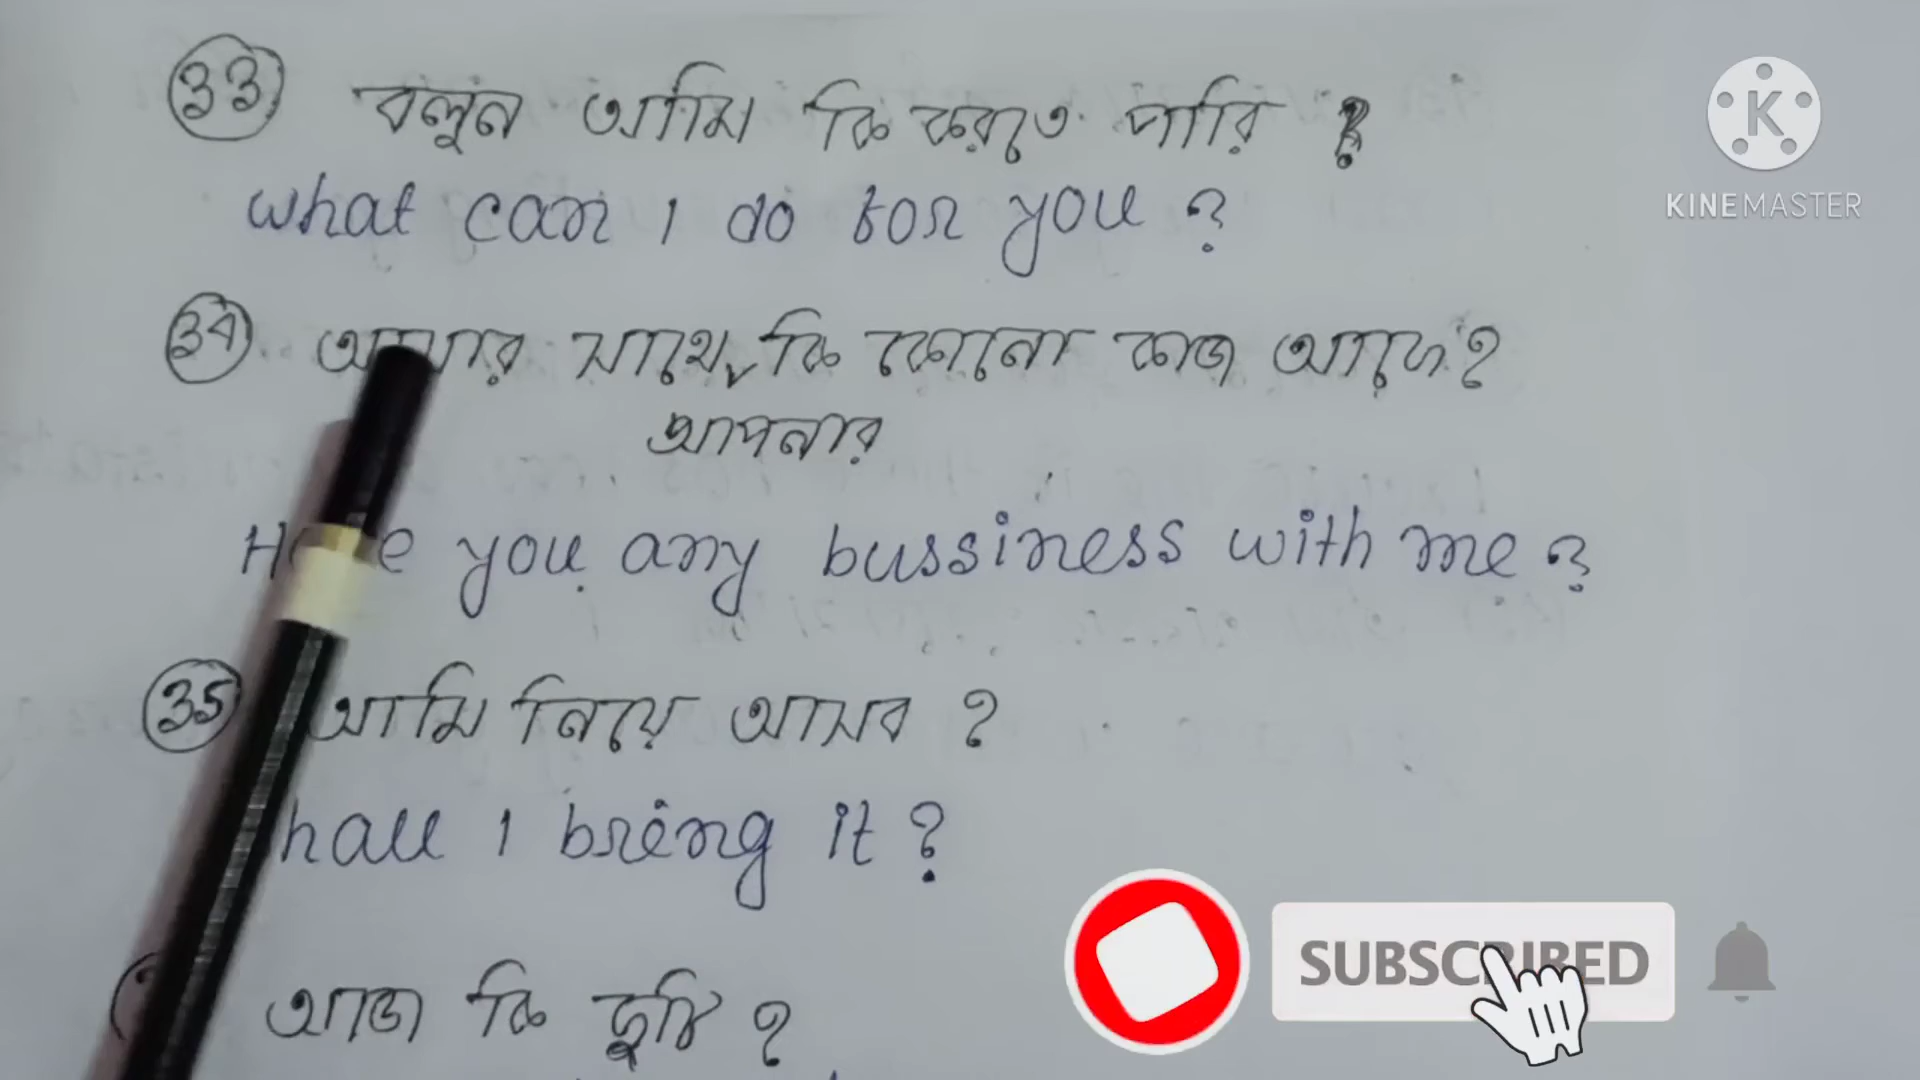 33 বলুন আমি কি করতে পারি ?
What can I do for you ?
34 আমার সাথে কি কোনো কাজ আছে ?
আপনার
Have you any bussiness with me ?
35 আমি নিয়ে আসব ?
hall I bring it ?
আজ কি ছুটি ?
K
KINEMASTER
SUBSCRIBED